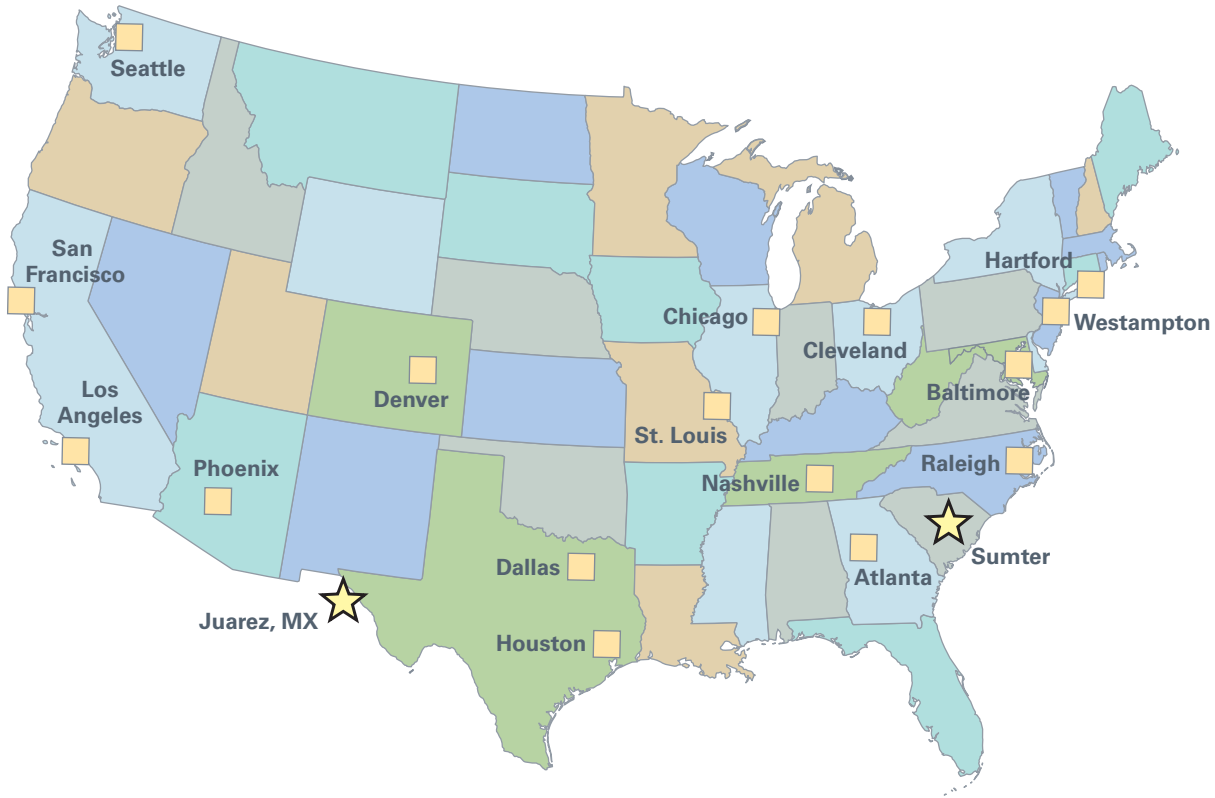 Seattle
San
Francisco
Hartford
Chicago
Westampton
Cleveland
Los
Angeles
Denver
Baltimore
St. Louis
Phoenix
Raleigh
Nashville
Sumter
Dallas
Atlanta
Juarez, MX
Houston